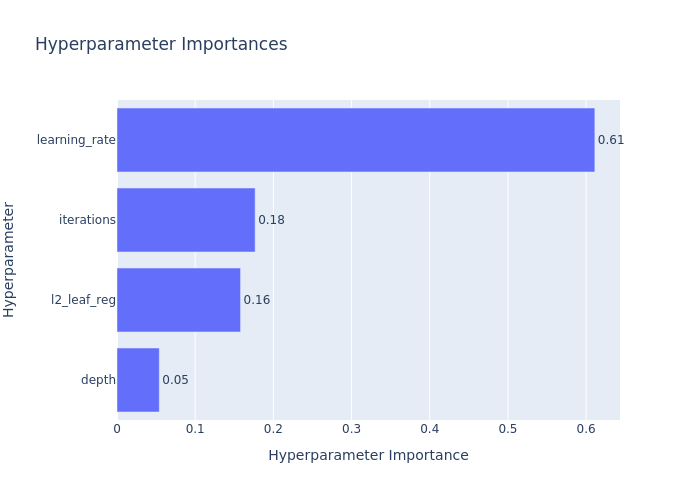 Hyperparameter Importances
Hyperparameter
learning_rate 0.61
iterations 0.18
l2_leaf_reg 0.16
depth 0.05
0 0.1 0.2 0.3 0.4 0.5 0.6
Hyperparameter Importance